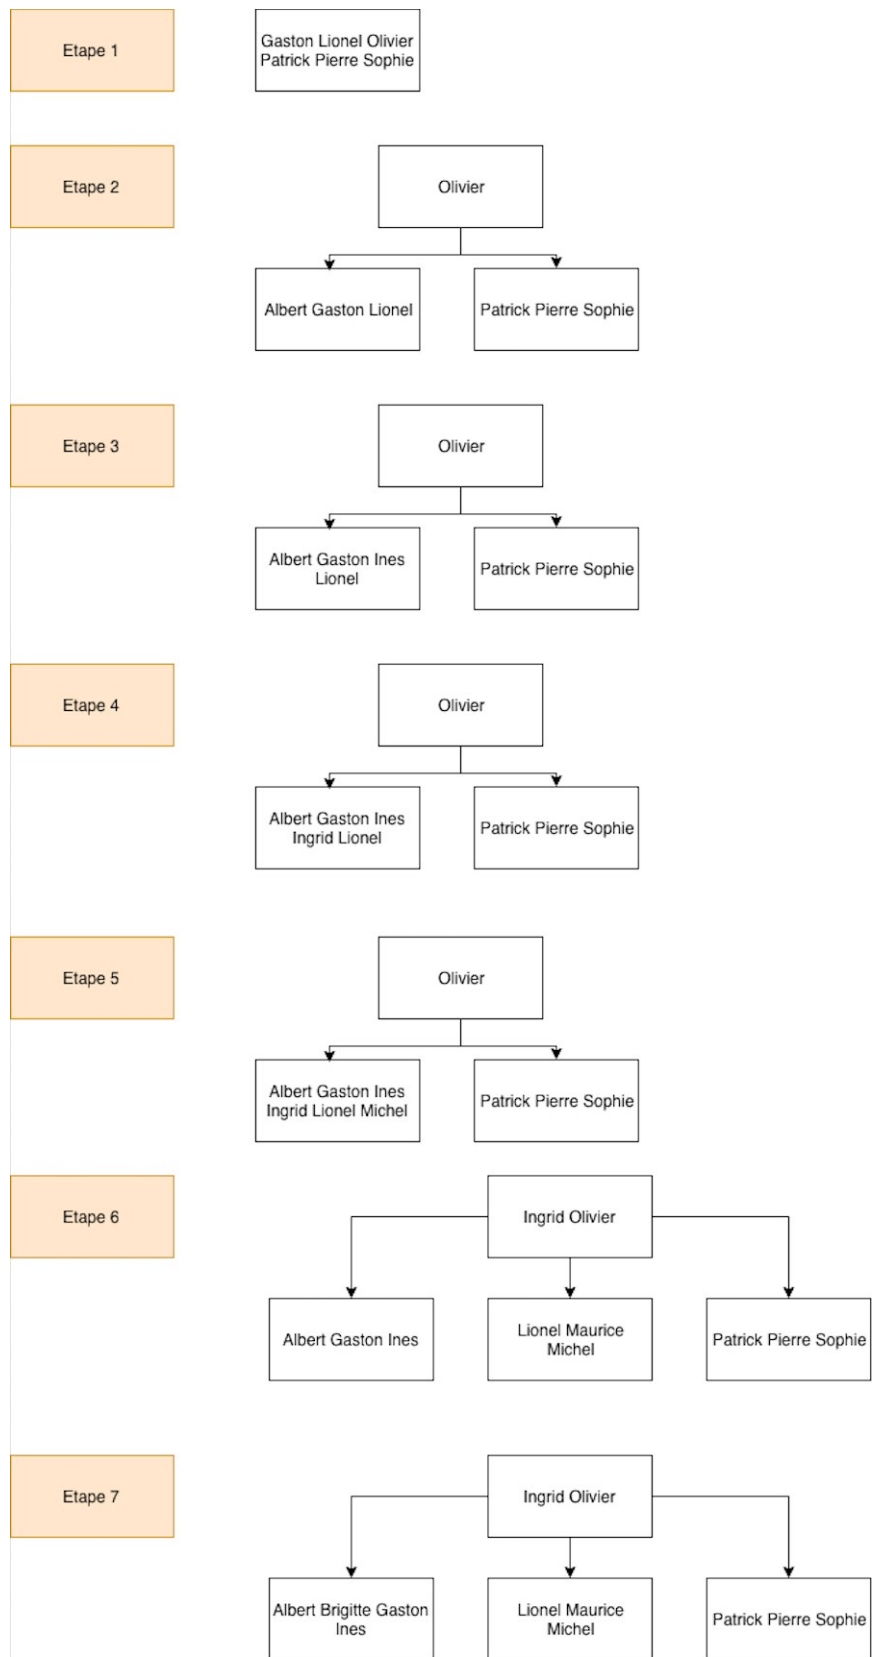 Etape 1
Gaston Lionel Olivier
Patrick Pierre Sophie
Etape 2
Olivier
Albert Gaston Lionel
Patrick Pierre Sophie
Etape 3
Olivier
Albert Gaston Ines
Lionel
Patrick Pierre Sophie
Etape 4
Olivier
Albert Gaston Ines
Ingrid Lionel
Patrick Pierre Sophie
Etape 5
Olivier
Albert Gaston Ines
Ingrid Lionel Michel
Patrick Pierre Sophie
Etape 6
Ingrid Olivier
Albert Gaston Ines
Lionel Maurice
Michel
Patrick Pierre Sophie
Etape 7
Ingrid Olivier
Albert Brigitte Gaston
Ines
Lionel Maurice
Michel
Patrick Pierre Sophie